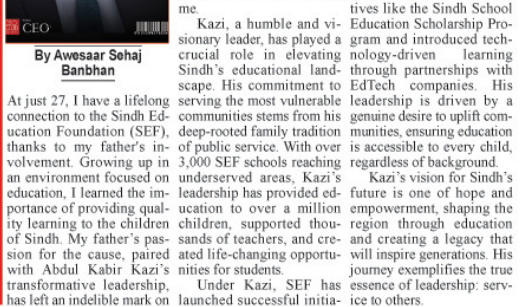 CEO
By Awesaar Sehaj
Banbhan
At just 27, I have a lifelong
connection to the Sindh Ed-
ucation Foundation (SEF),
thanks to my father's in-
volvement. Growing up in
an environment focused on
education, I learned the im-
portance of providing qual-
ity learning to the children
of Sindh. My father's pas-
sion for the cause, paired
with Abdul Kabir Kazi's
transformative leadership,
has left an indelible mark on
me.
Kazi, a humble and vi-
sionary leader, has played a
crucial role in elevating
Sindh's educational land-
scape. His commitment to
serving the most vulnerable
communities stems from his
deep-rooted family tradition
of public service. With over
3,000 SEF schools reaching
underserved areas, Kazi's
leadership has provided ed-
ucation to over a million
children, supported thou-
sands of teachers, and cre-
ated life-changing opportu-
nities for students.
Under Kazi, SEF has
launched successful initia-
tives like the Sindh School
Education Scholarship Pro-
gram and introduced tech-
nology-driven learning
through partnerships with
EdTech companies. His
leadership is driven by a
genuine desire to uplift com-
munities, ensuring education
is accessible to every child,
regardless of background.
Kazi's vision for Sindh's
future is one of hope and
empowerment, shaping the
region through education
and creating a legacy that
will inspire generations. His
journey exemplifies the true
essence of leadership: serv-
ice to others.